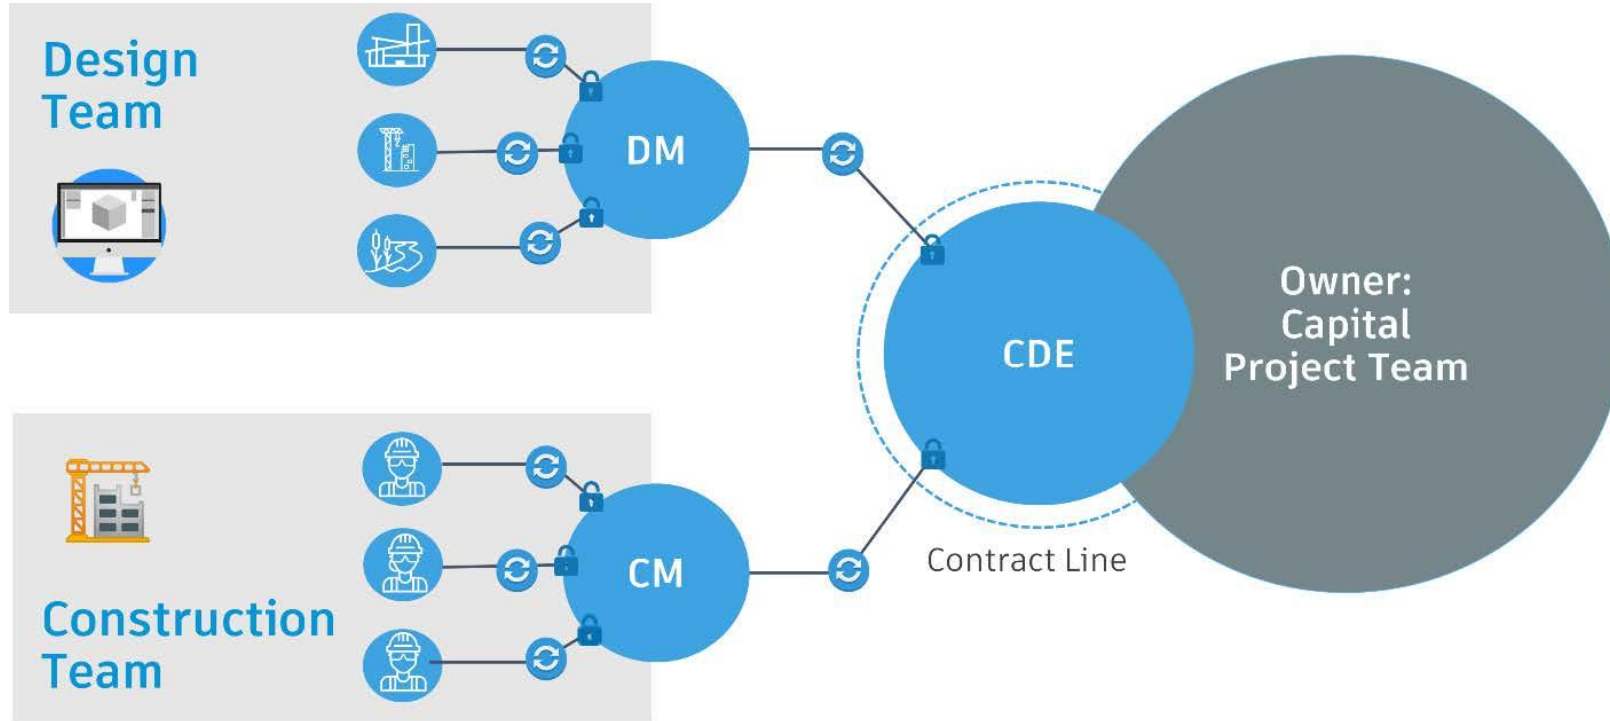 Design
Team
DM
CDE
Owner:
Capital
Project Team
Contract Line
CM
Construction
Team